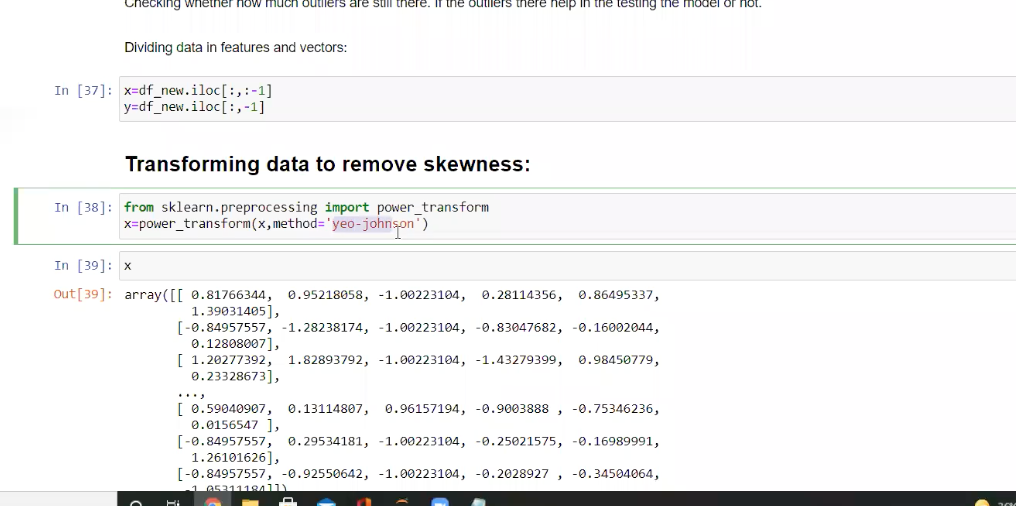 Checking whether how much outliers are still there. If the outliers there help in the testing the model or not.
Dividing data in features and vectors:
In [37]: x=df_new.iloc[:,:-1]
y=df_new.iloc[:,-1]
Transforming data to remove skewness:
In [38]: from sklearn.preprocessing import power_transform
x=power_transform(x,method='yeo-johnson')
In [39]: x
Out[39]: array([[ 0.81766344, 0.95218058, -1.00223104, 0.28114356, 0.86495337,
1.39031405],
[-0.84957557, -1.28238174, -1.00223104, -0.83047682, -0.16002044,
0.12808007],
[ 1.20277392, 1.82893792, -1.00223104, -1.43279399, 0.98450779,
0.23328673],
...,
[ 0.59040907, 0.13114807, 0.96157194, -0.9003888 , -0.75346236,
0.0156547 ],
[-0.84957557, 0.29534181, -1.00223104, -0.25021575, -0.16989991,
1.26101626],
[-0.84957557, -0.92550642, -1.00223104, -0.2028927 , -0.34504064,
-1.05311184]])